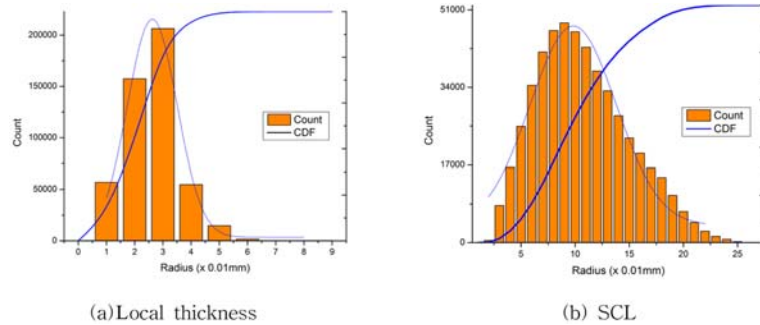 200000
150000
100000
50000
0
Count
Count
CDF
0 1 2 3 4 5 6 7 8 9
Radius (x 0.01mm)
(a)Local thickness
51000
34000
17000
0
Count
Count
CDF
5 10 15 20 25
Radius (x 0.01mm)
(b) SCL